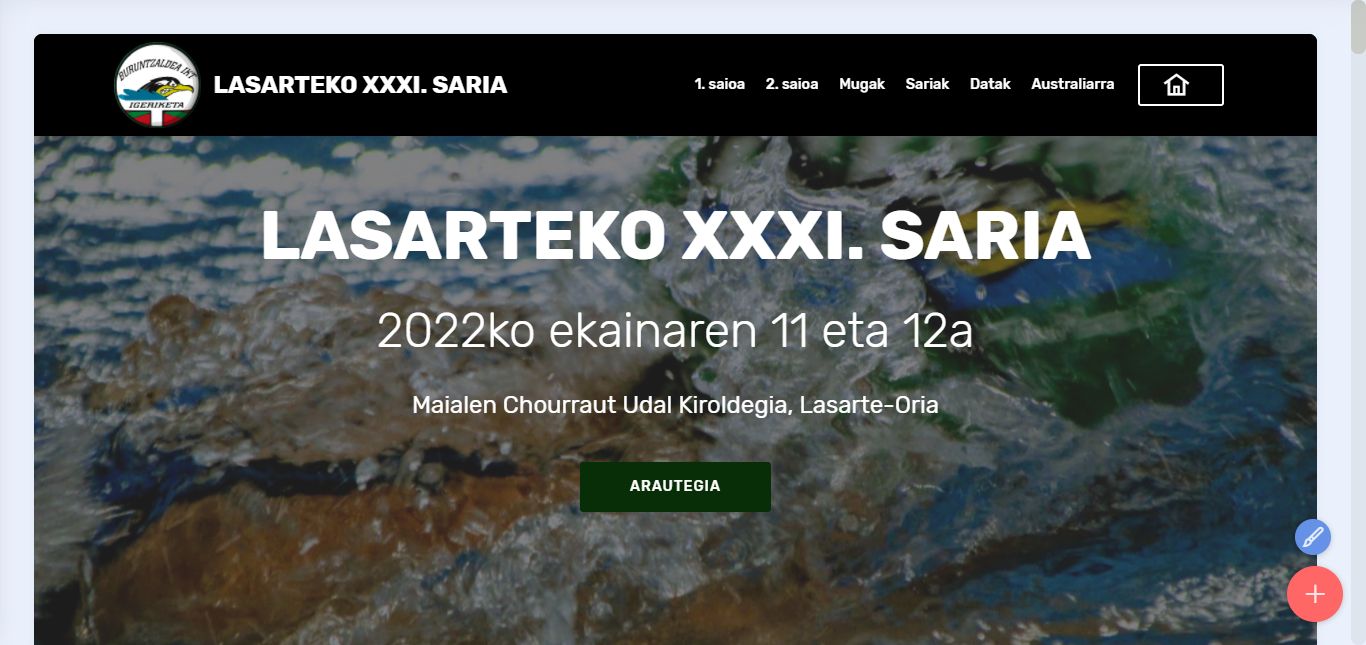 BURUNTZALDEA IKT
IGERIKETA
LASARTEKO XXXI. SARIA
1. saioa 2. saioa Mugak Sariak Datak Australiarra
LASARTEKO XXXI. SARIA
2022ko ekainaren 11 eta 12a
Maialen Chourraut Udal Kiroldegia, Lasarte-Oria
ARAUTEGIA